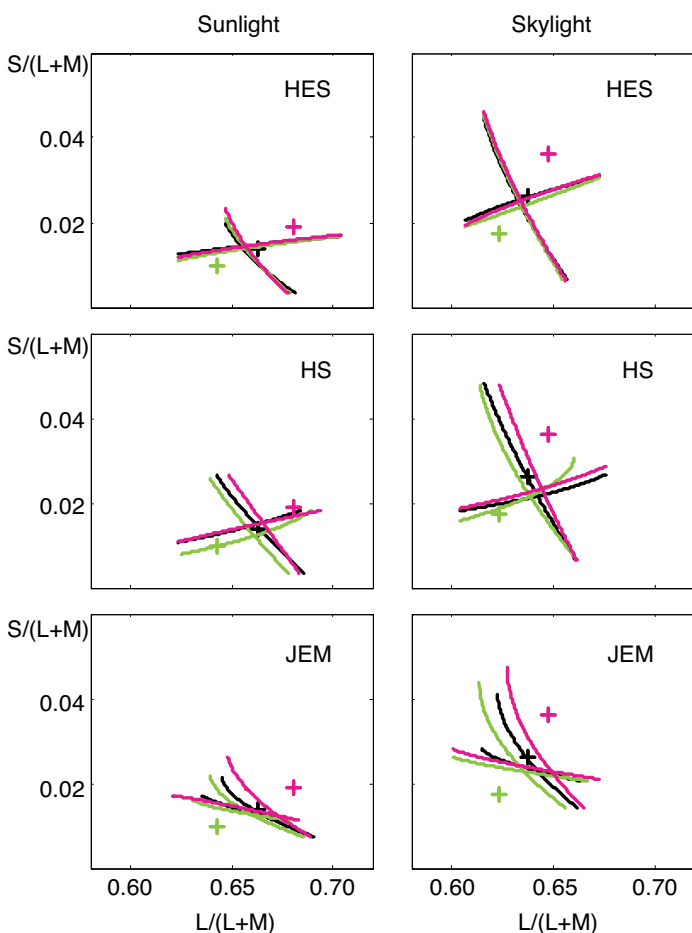 Sunlight Skylight
S/(L+M)
HES HES
0.04
0.02
S/(L+M)
HS HS
0.04
0.02
S/(L+M)
JEM JEM
0.04
0.02
0.60 0.65 0.70 0.60 0.65 0.70
L/(L+M) L/(L+M)